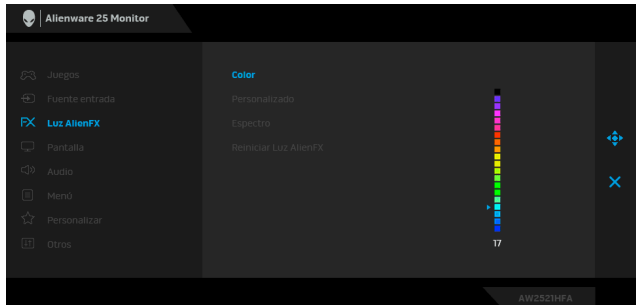 Alienware 25 Monitor
Juegos
Fuente entrada
FX Luz AlienFX
Pantalla
Audio
Menú
Personalizar
Otros
Color
Personalizado
Espectro
Reiniciar Luz AlienFX
17
AW2521HFA